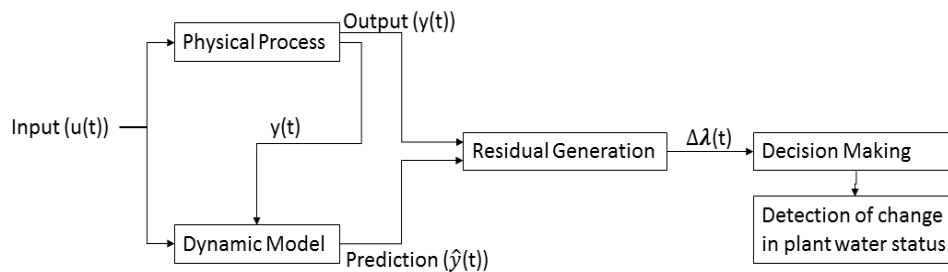 Output (y(t))
Physical Process
Input (u(t))
y(t)
Residual Generation
Δλ(t)
Decision Making
Detection of change
in plant water status
Dynamic Model
Prediction (ŷ(t))